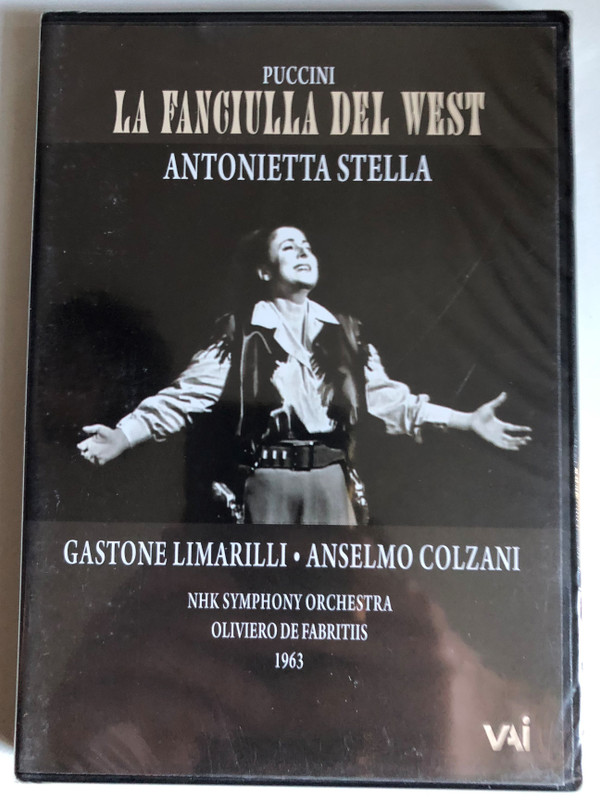 PUCCINI
LA FANCIULLA DEL WEST
ANTONIETTA STELLA
GASTONE LIMARILLI • ANSELMO COLZANI
NHK SYMPHONY ORCHESTRA
OLIVIERO DE FABRITIIS
1963
VAI